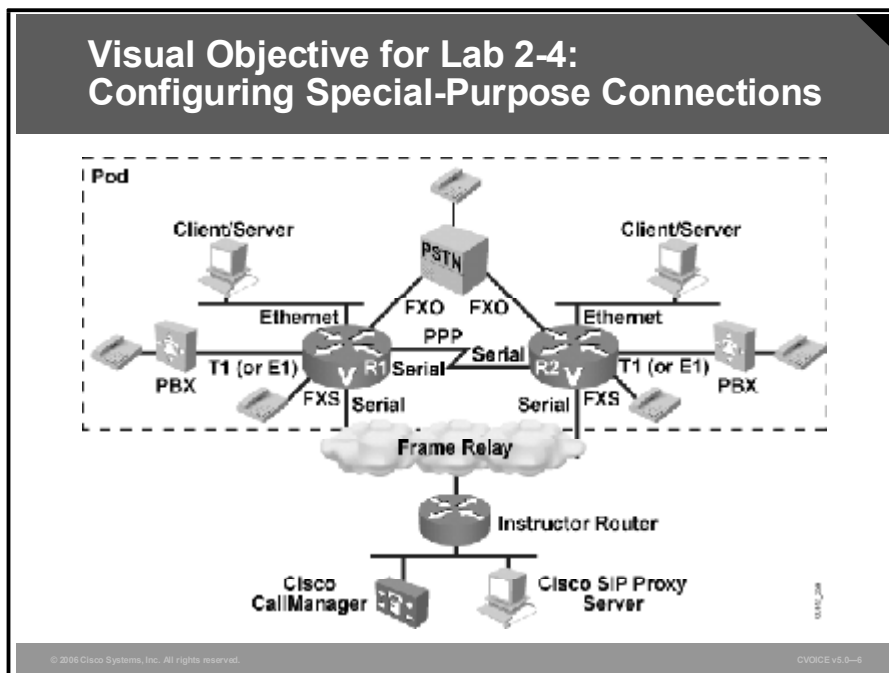 Visual Objective for Lab 2-4:
Configuring Special-Purpose Connections
Pod
Client/Server
Client/Server
PSTN
FXO
FXO
Ethernet
Ethernet
PPP
Serial
R1
Serial
R2
T1 (or E1)
T1 (or E1)
PBX
PBX
V
V
FXS
Serial
Serial
FXS
Frame Relay
Instructor Router
Cisco
CallManager
Cisco SIP Proxy
Server
© 2006 Cisco Systems, Inc. All rights reserved.
CVOICE v5.0—6